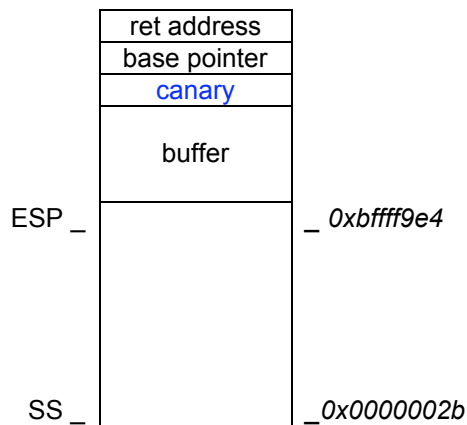 ret address
base pointer
canary
buffer
ESP _ _ 0xbffff9e4
SS _ _0x0000002b